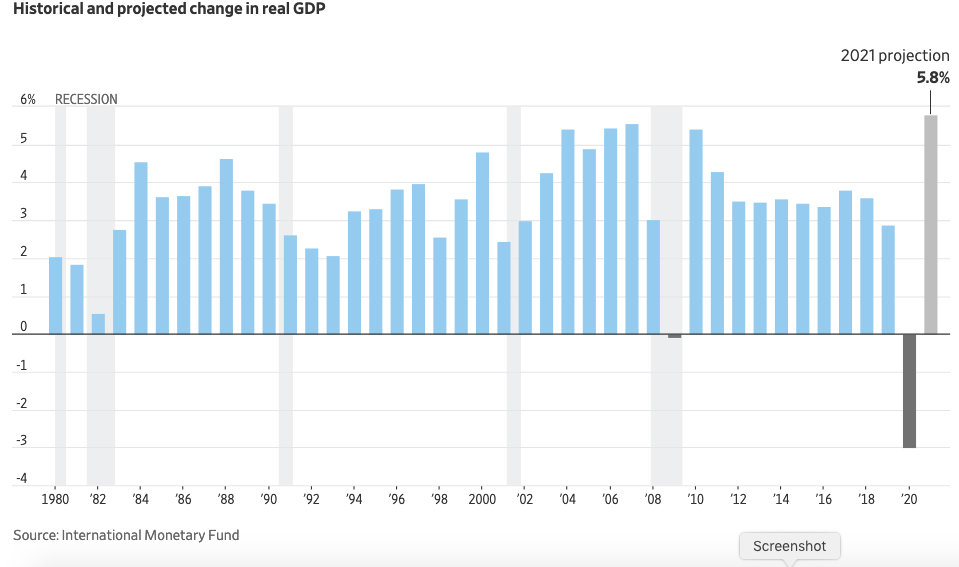 Historical and projected change in real GDP
2021 projection
5.8%
6% RECESSION
5
4
3
2
1
0
-1
-2
-3
-4
1980 '82 '84 '86 '88 '90 '92 '94 '96 '98 2000 '02 '04 '06 '08 '10 '12 '14 '16 '18 '20
Source: International Monetary Fund
Screenshot